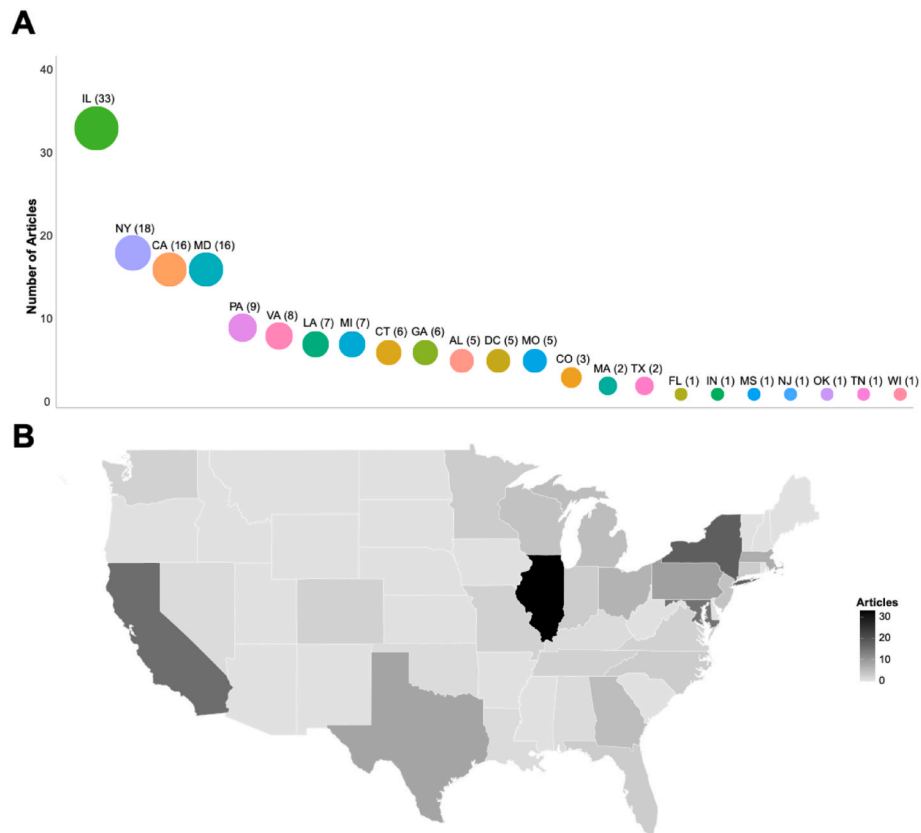 A
Number of Articles
40
30
20
10
0
IL (33)
NY (18)
CA (16) MD (16)
PA (9)
VA (8)
LA (7) MI (7)
CT (6) GA (6)
AL (5) DC (5) MO (5)
CO (3)
MA (2) TX (2)
FL (1) IN (1) MS (1) NJ (1) OK (1) TN (1) WI (1)
B
Articles
30
20
10
0